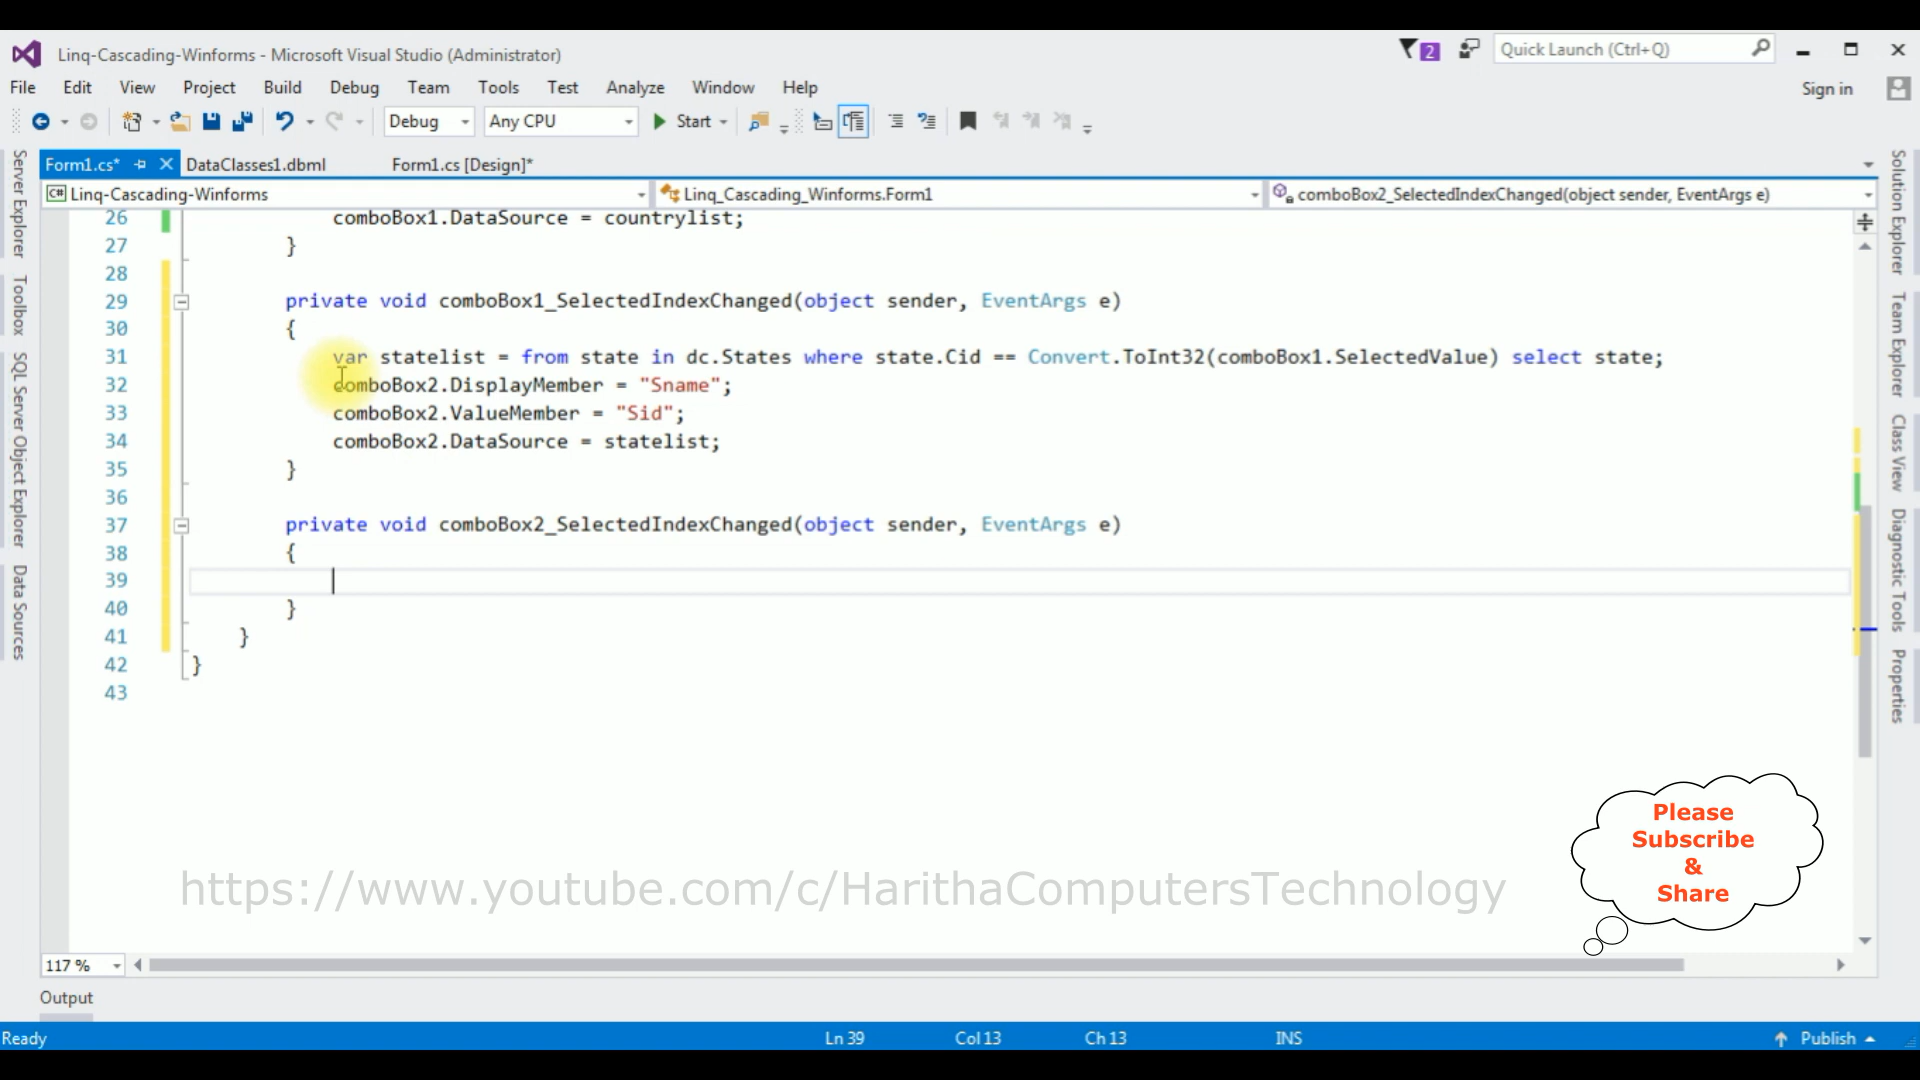 Linq-Cascading-Winforms - Microsoft Visual Studio (Administrator)
2
Quick Launch (Ctrl+Q)
File Edit View Project Build Debug Team Tools Test Analyze Window Help
Sign in
Debug Any CPU Start
Form1.cs* DataClasses1.dbml Form1.cs [Design]*
C# Linq-Cascading-Winforms Linq_Cascading_Winforms.Form1 comboBox2_SelectedIndexChanged(object sender, EventArgs e)
26 comboBox1.DataSource = countrylist;
27 }
28
29 private void comboBox1_SelectedIndexChanged(object sender, EventArgs e)
30 {
31 var statelist = from state in dc.States where state.Cid == Convert.ToInt32(comboBox1.SelectedValue) select state;
32 comboBox2.DisplayMember = "Sname";
33 comboBox2.ValueMember = "Sid";
34 comboBox2.DataSource = statelist;
35 }
36
37 private void comboBox2_SelectedIndexChanged(object sender, EventArgs e)
38 {
39
40 }
41 }
42 }
43
Server Explorer
Toolbox
SQL Server Object Explorer
Data Sources
Solution Explorer
Team Explorer
Class View
Diagnostic Tools
Properties
Please
Subscribe
&
Share
https://www.youtube.com/c/HarithaComputersTechnology
117 %
Output
Ready Ln 39 Col 13 Ch 13 INS Publish